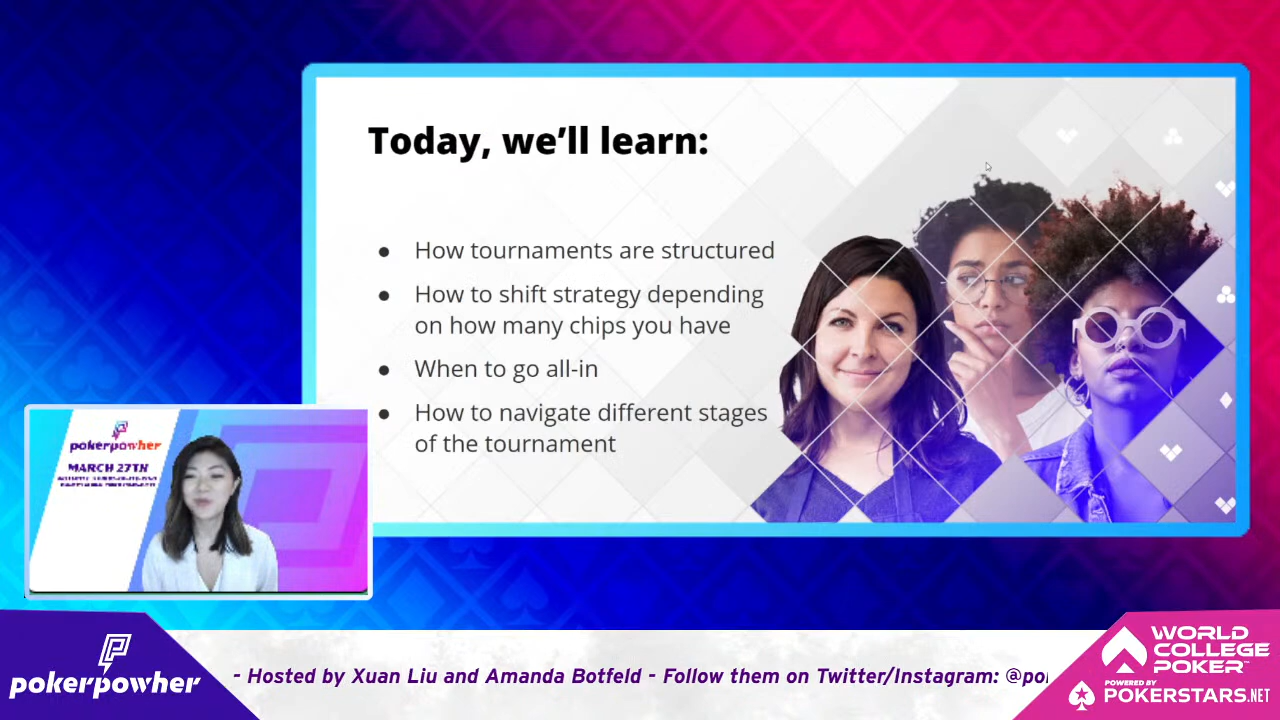 Today, we’ll learn:
● How tournaments are structured
● How to shift strategy depending
on how many chips you have
● When to go all-in
● How to navigate different stages
of the tournament
pokerpowher
MARCH 27TH
pokerpowher
- Hosted by Xuan Liu and Amanda Botfeld - Follow them on Twitter/Instagram:
WORLD
COLLEGE
POKER™
POWERED BY
POKERSTARS.NET